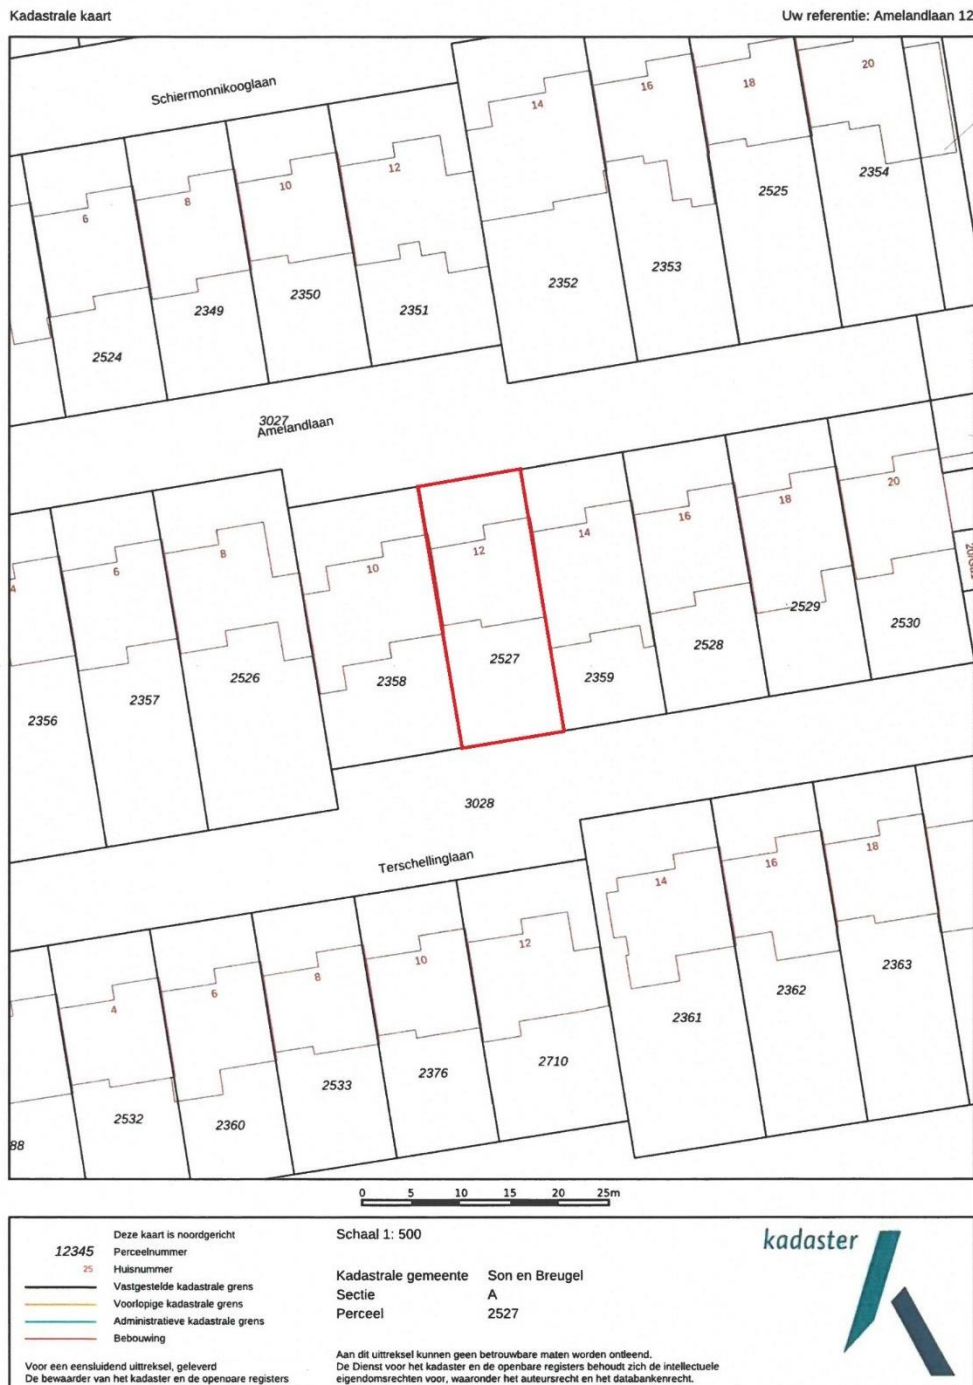 Kadastrale kaart
Uw referentie: Amelandlaan 12
Schiermonnikooglaan
14
16
18
20
6
8
10
12
2524
2349
2350
2351
2352
2353
2525
2354
3027
Amelandlaan
4
6
8
10
12
14
16
18
20
2356
2357
2526
2358
2527
2359
2528
2529
2530
3028
Terschellinglaan
4
6
8
10
12
14
16
18
88
2532
2360
2533
2376
2710
2361
2362
2363
0 5 10 15 20 25m
Deze kaart is noordgericht
12345 Perceelnummer
25 Huisnummer
Vastgestelde kadastrale grens
Voorlopige kadastrale grens
Administratieve kadastrale grens
Bebouwing
Voor een eensluidend uittreksel, geleverd
De bewaarder van het kadaster en de openbare registers
Schaal 1: 500
Kadastrale gemeente Son en Breugel
Sectie A
Perceel 2527
Aan dit uittreksel kunnen geen betrouwbare maten worden ontleend.
De Dienst voor het kadaster en de openbare registers behoudt zich de intellectuele
eigendomsrechten voor, waaronder het auteursrecht en het databankenrecht.
kadaster